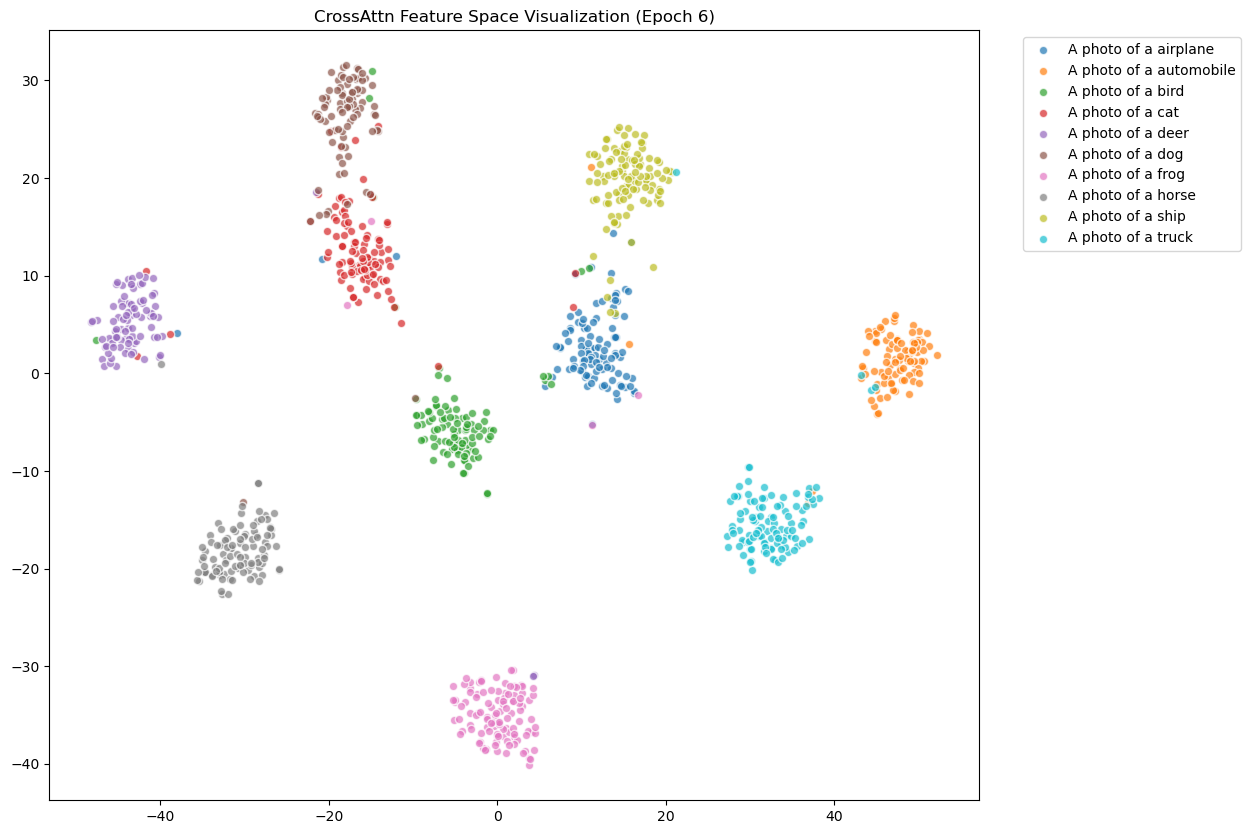 CrossAttn Feature Space Visualization (Epoch 6)
A photo of a airplane
A photo of a automobile
A photo of a bird
A photo of a cat
A photo of a deer
A photo of a dog
A photo of a frog
A photo of a horse
A photo of a ship
A photo of a truck
30
20
10
0
−10
−20
−30
−40
−40 −20 0 20 40